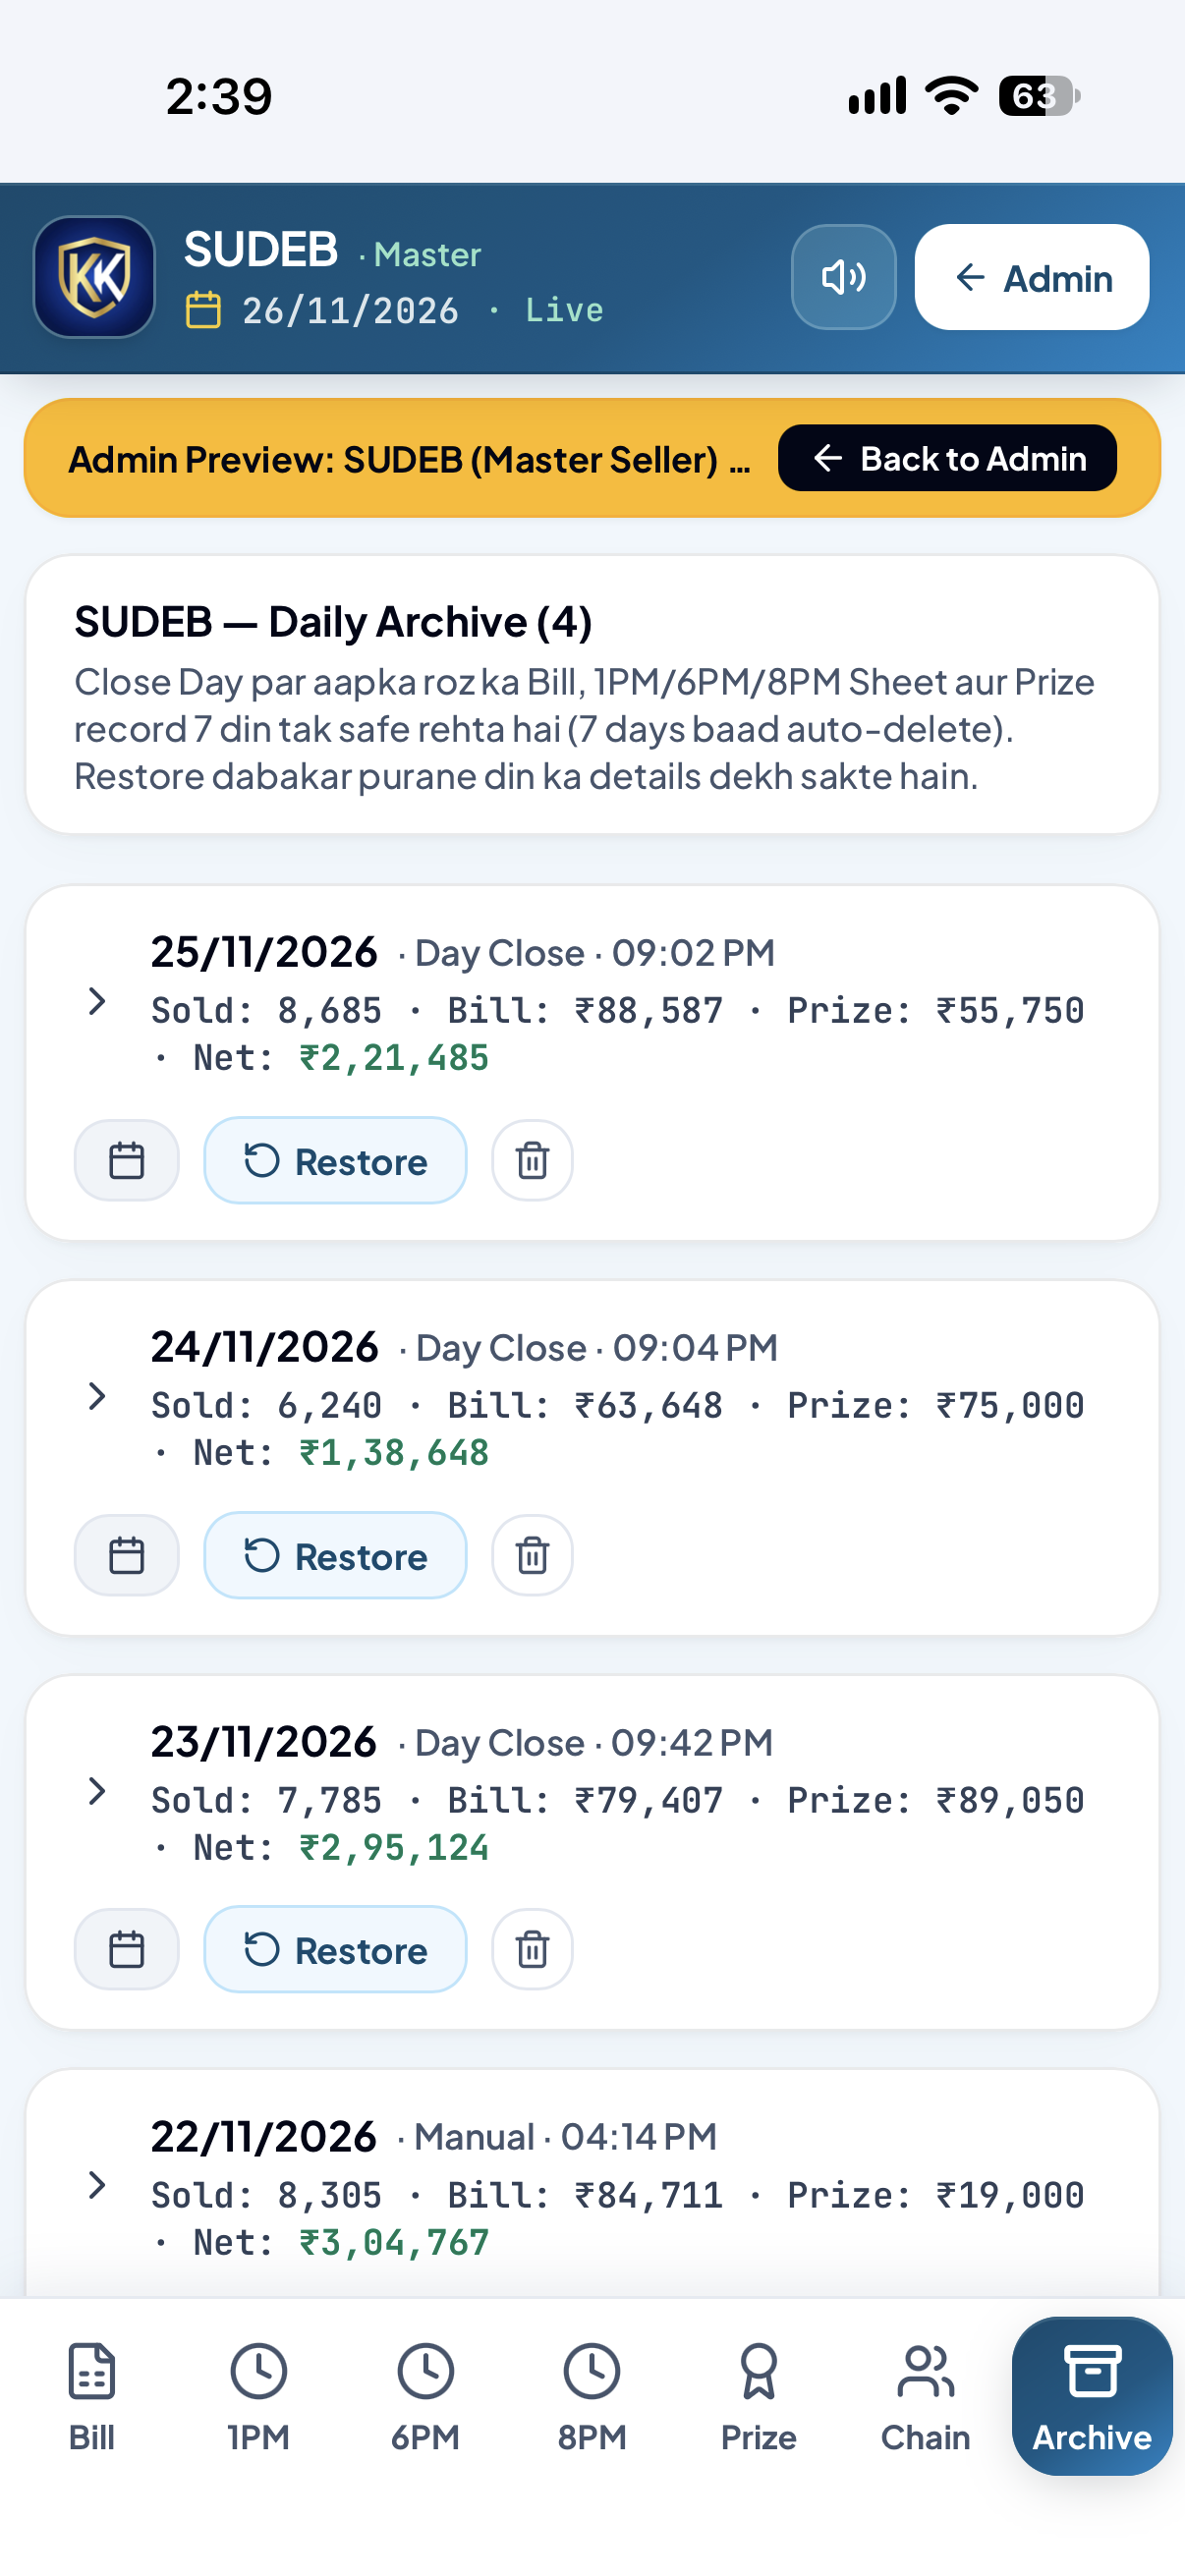 2:39
63
KK
SUDEB · Master
26/11/2026 · Live
← Admin
Admin Preview: SUDEB (Master Seller) ...
← Back to Admin
SUDEB — Daily Archive (4)
Close Day par aapka roz ka Bill, 1PM/6PM/8PM Sheet aur Prize
record 7 din tak safe rehta hai (7 days baad auto-delete).
Restore dabakar purane din ka details dekh sakte hain.
25/11/2026 · Day Close · 09:02 PM
Sold: 8,685 · Bill: ₹88,587 · Prize: ₹55,750
· Net: ₹2,21,485
Restore
24/11/2026 · Day Close · 09:04 PM
Sold: 6,240 · Bill: ₹63,648 · Prize: ₹75,000
· Net: ₹1,38,648
Restore
23/11/2026 · Day Close · 09:42 PM
Sold: 7,785 · Bill: ₹79,407 · Prize: ₹89,050
· Net: ₹2,95,124
Restore
22/11/2026 · Manual · 04:14 PM
Sold: 8,305 · Bill: ₹84,711 · Prize: ₹19,000
· Net: ₹3,04,767
Bill 1PM 6PM 8PM Prize Chain Archive